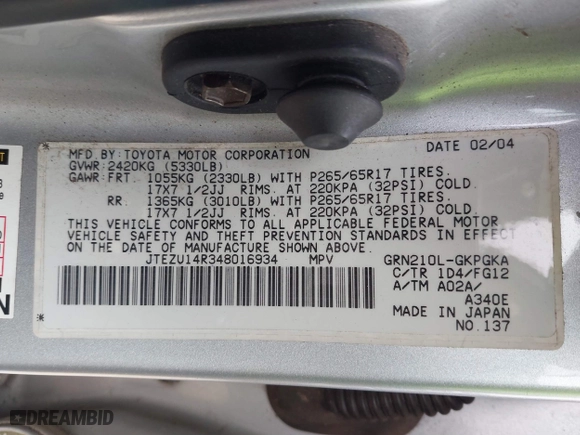 MFD.BY:TOYOTA MOTOR CORPORATION DATE 02/04
GVWR:2420KG (5330LB)
GAWR:FRT. 1055KG (2330LB) WITH P265/65R17 TIRES.
17X7 1/2JJ RIMS. AT 220KPA (32PSI) COLD.
RR. 1365KG (3010LB) WITH P265/65R17 TIRES.
17X7 1/2JJ RIMS. AT 220KPA (32PSI) COLD.
THIS VEHICLE CONFORMS TO ALL APPLICABLE FEDERAL MOTOR
VEHICLE SAFETY AND THEFT PREVENTION STANDARDS IN EFFECT
ON THE DATE OF MANUFACTURE SHOWN ABOVE.
JTEZU14R348016934 MPV GRN210L-GKPGKA
C/TR 1D4/FG12
A/TM A02A/
A340E
MADE IN JAPAN
NO.137
DREAMBID